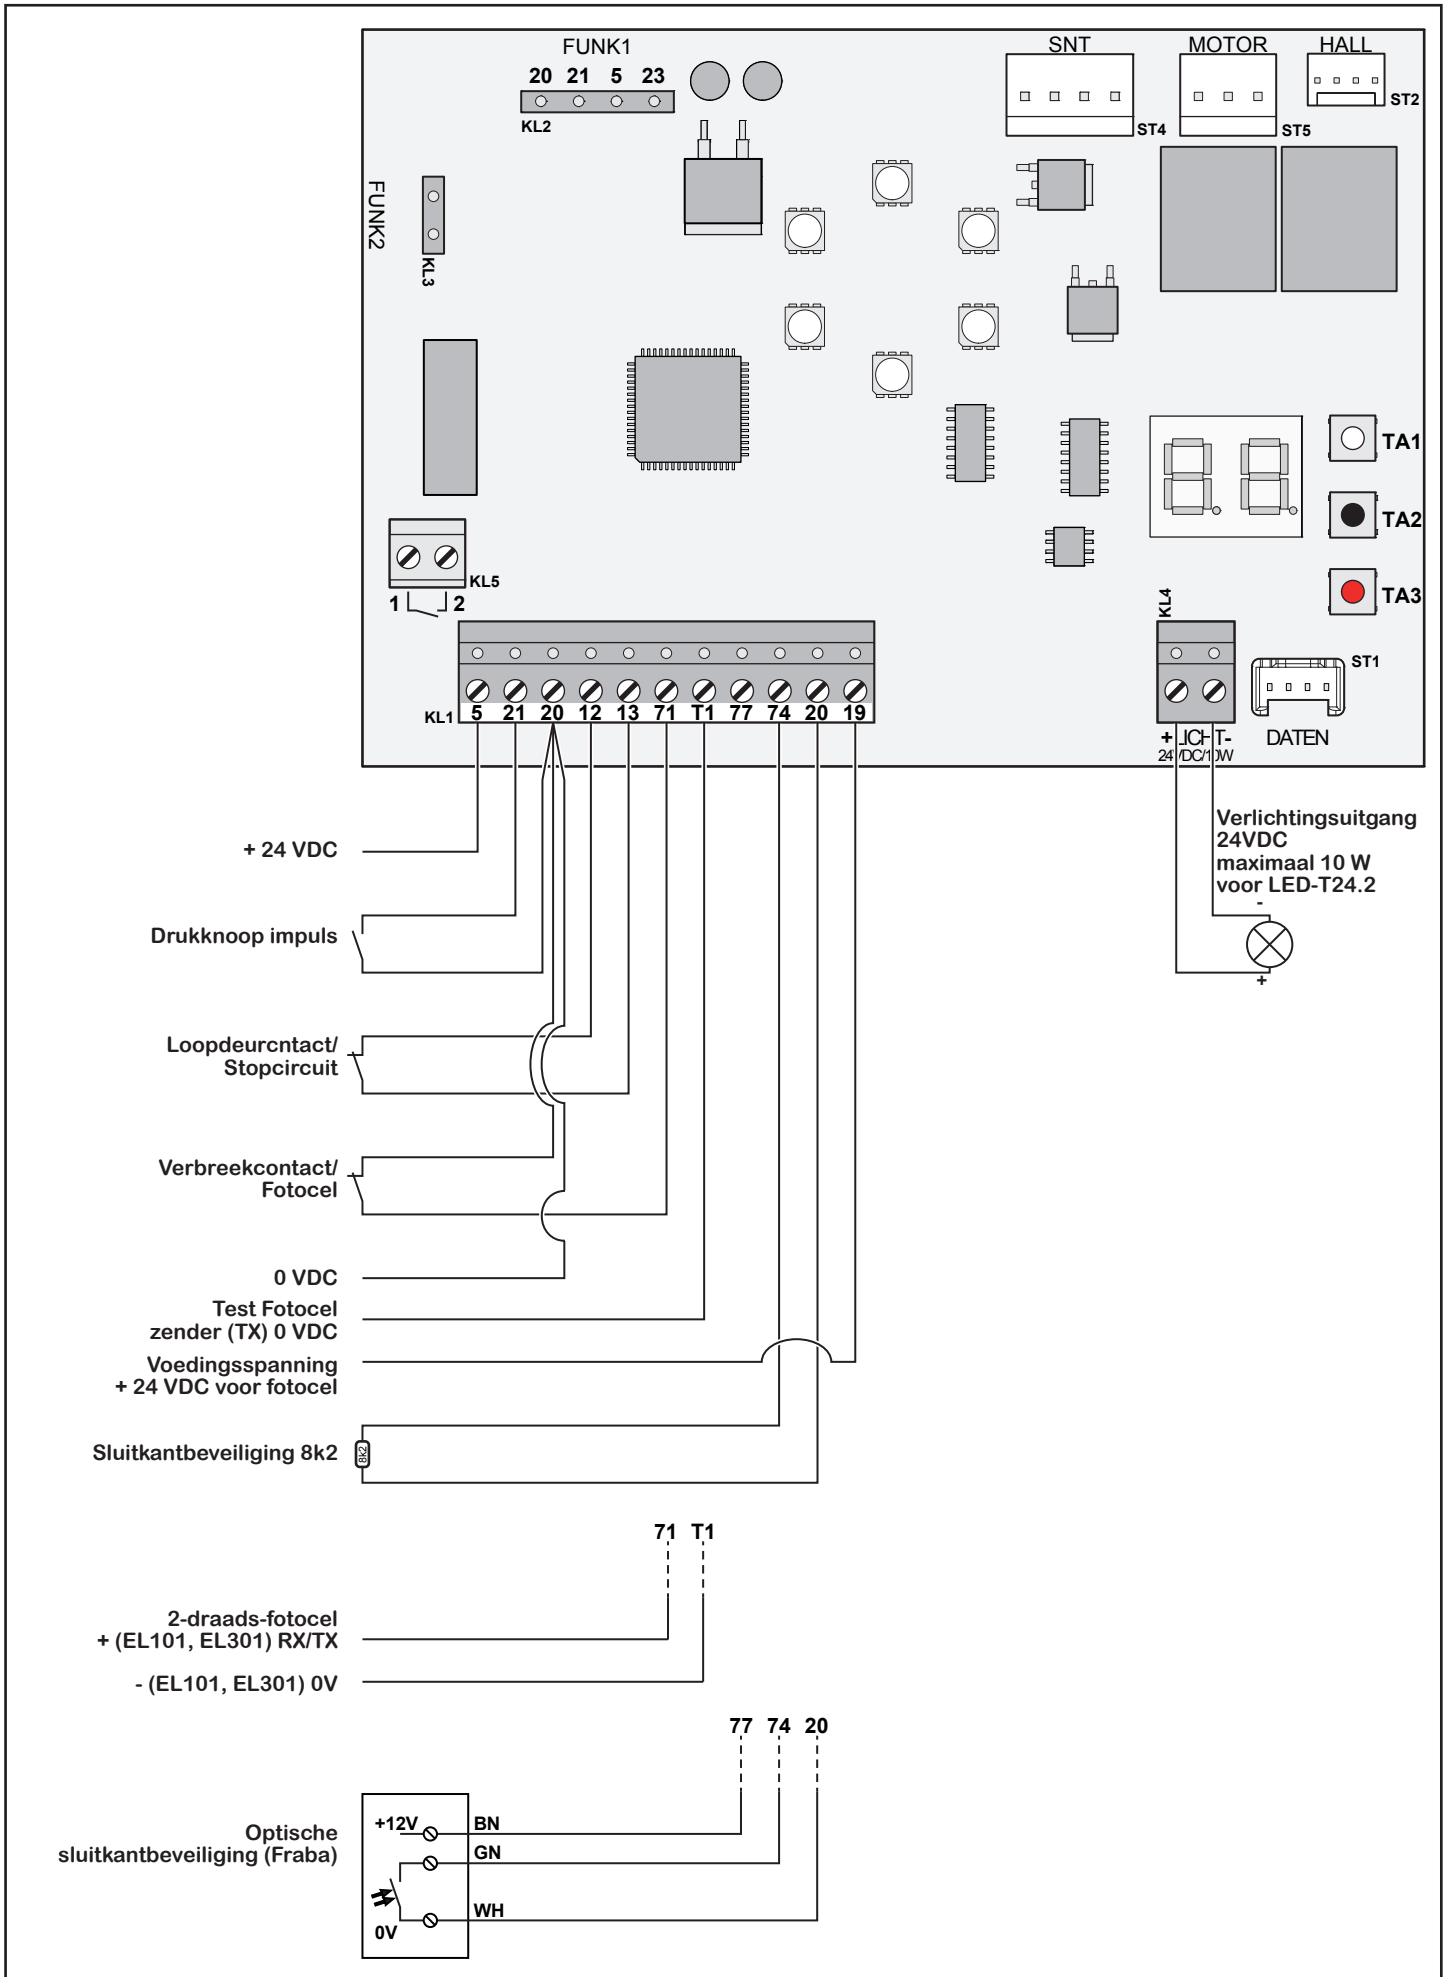 FUNK1
SNT
MOTOR
HALL
20 21 5 23
KL2
ST4
ST5
ST2
FUNK2
KL3
TA1
TA2
TA3
KL5
1 2
KL4
ST1
KL1
5 21 20 12 13 71 T1 77 74 20 19
+ LICHT -
24VDC/10W
DATEN
+ 24 VDC
Verlichtingsuitgang
24VDC
maximaal 10 W
voor LED-T24.2
-
+
Drukknoop impuls
Loopdeurcntact/
Stopcircuit
Verbreekcontact/
Fotocel
0 VDC
Test Fotocel
zender (TX) 0 VDC
Voedingsspanning
+ 24 VDC voor fotocel
Sluitkantbeveiliging 8k2
8k2
71 T1
2-draads-fotocel
+ (EL101, EL301) RX/TX
- (EL101, EL301) 0V
77 74 20
Optische
sluitkantbeveiliging (Fraba)
+12V
BN
GN
WH
0V